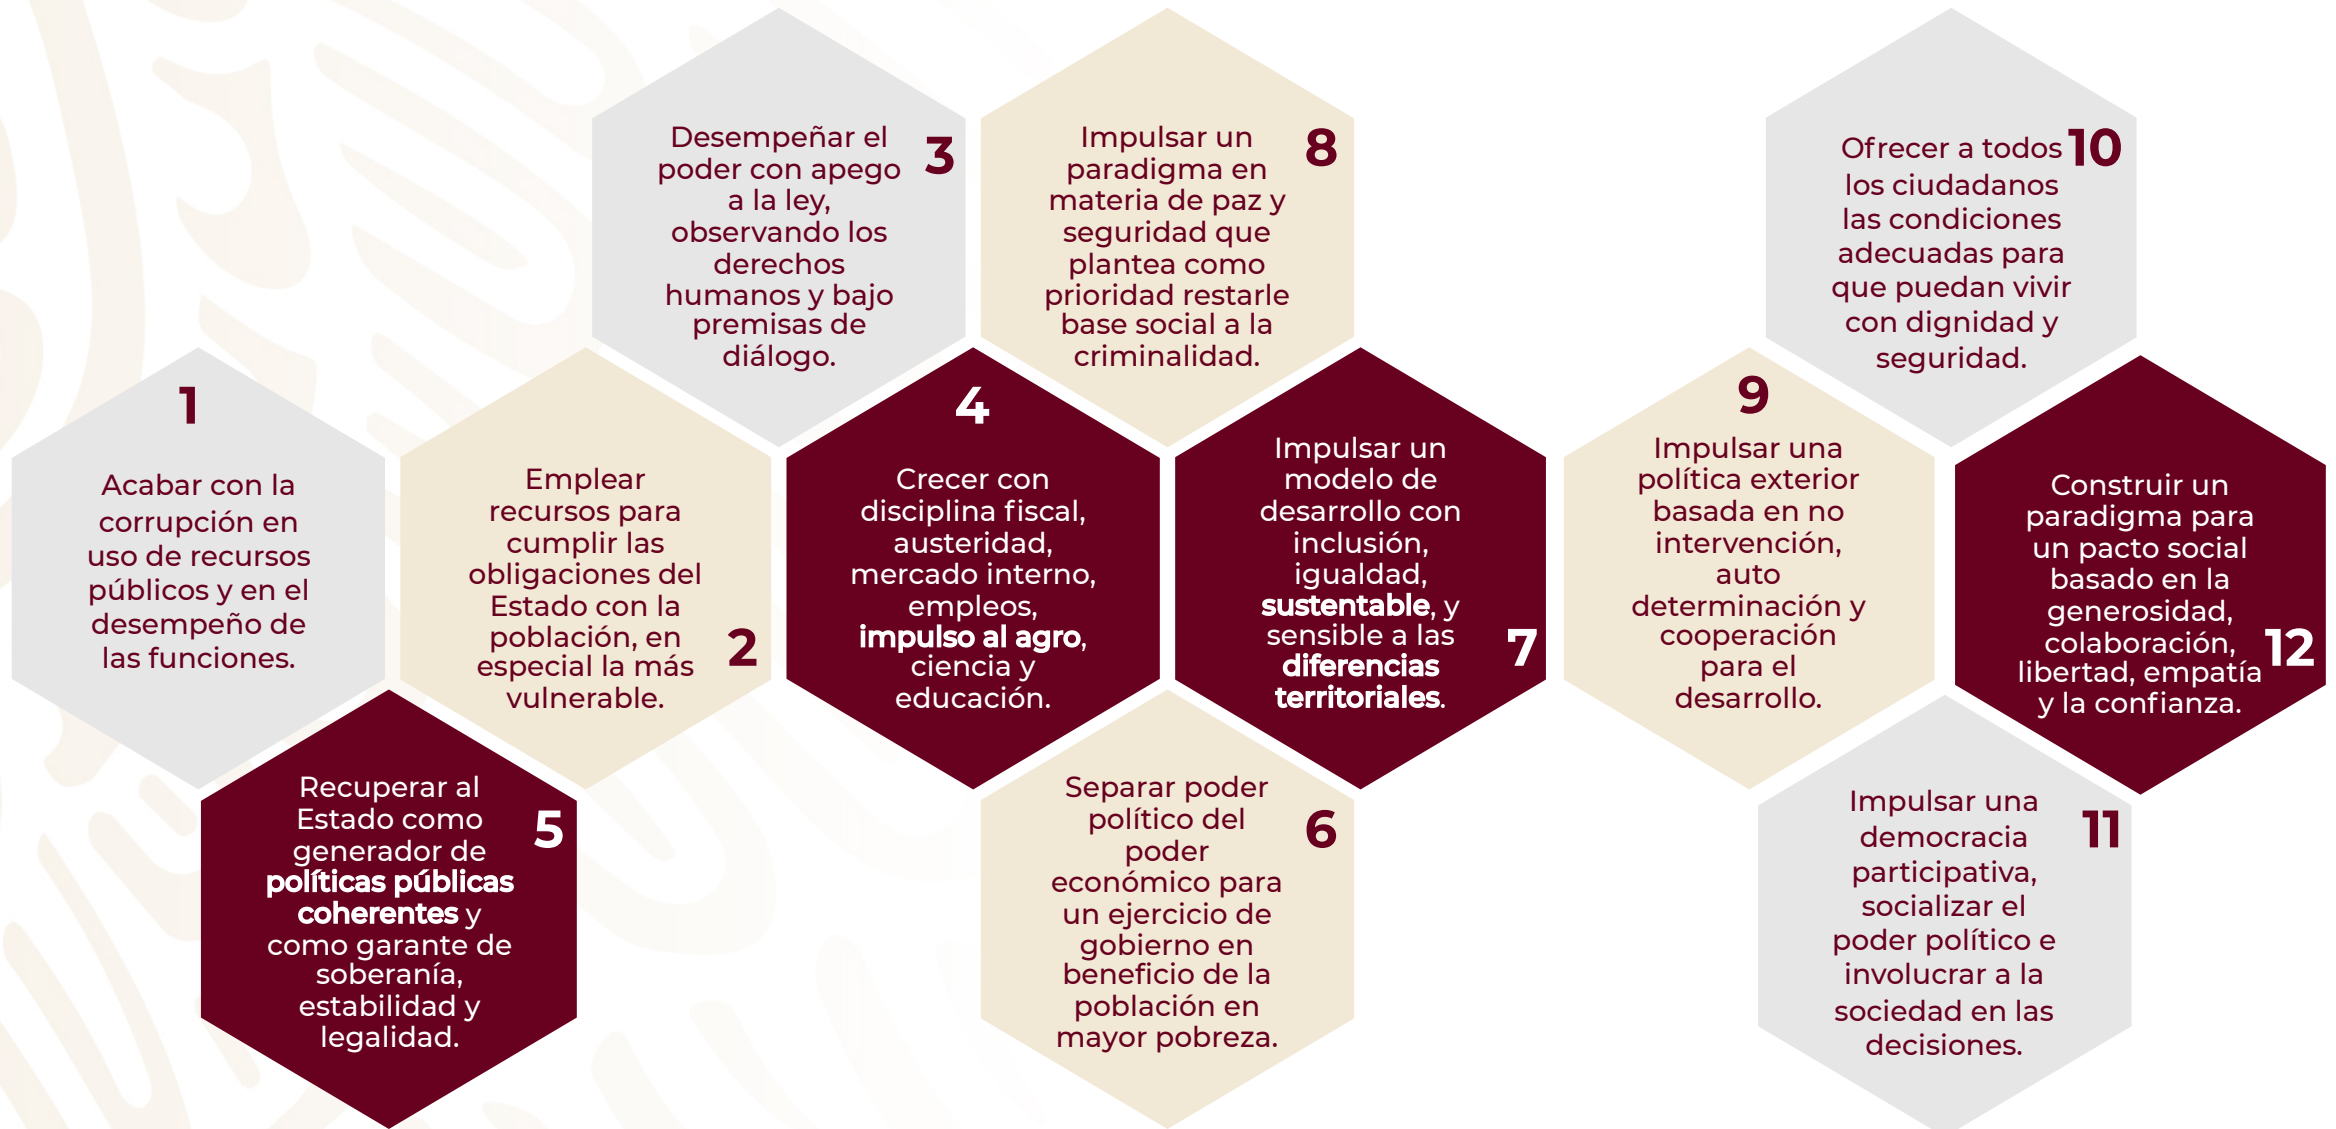 1
Acabar con la
corrupción en
uso de recursos
públicos y en el
desempeño de
las funciones.
Emplear
recursos para
cumplir las
obligaciones del
Estado con la
población, en
especial la más
vulnerable.
2
Desempeñar el
poder con apego
a la ley,
observando los
derechos
humanos y bajo
premisas de
diálogo.
3
4
Crecer con
disciplina fiscal,
austeridad,
mercado interno,
empleos,
impulso al agro,
ciencia y
educación.
Recuperar al
Estado como
generador de
políticas públicas
coherentes y
como garante de
soberanía,
estabilidad y
legalidad.
5
Separar poder
político del
poder
económico para
un ejercicio de
gobierno en
beneficio de la
población en
mayor pobreza.
6
Impulsar un
modelo de
desarrollo con
inclusión,
igualdad,
sustentable, y
sensible a las
diferencias
territoriales.
7
Impulsar un
paradigma en
materia de paz y
seguridad que
plantea como
prioridad restarle
base social a la
criminalidad.
8
9
Impulsar una
política exterior
basada en no
intervención,
auto
determinación y
cooperación
para el
desarrollo.
Ofrecer a todos
los ciudadanos
las condiciones
adecuadas para
que puedan vivir
con dignidad y
seguridad.
10
Impulsar una
democracia
participativa,
socializar el
poder político e
involucrar a la
sociedad en las
decisiones.
11
Construir un
paradigma para
un pacto social
basado en la
generosidad,
colaboración,
libertad, empatía
y la confianza.
12